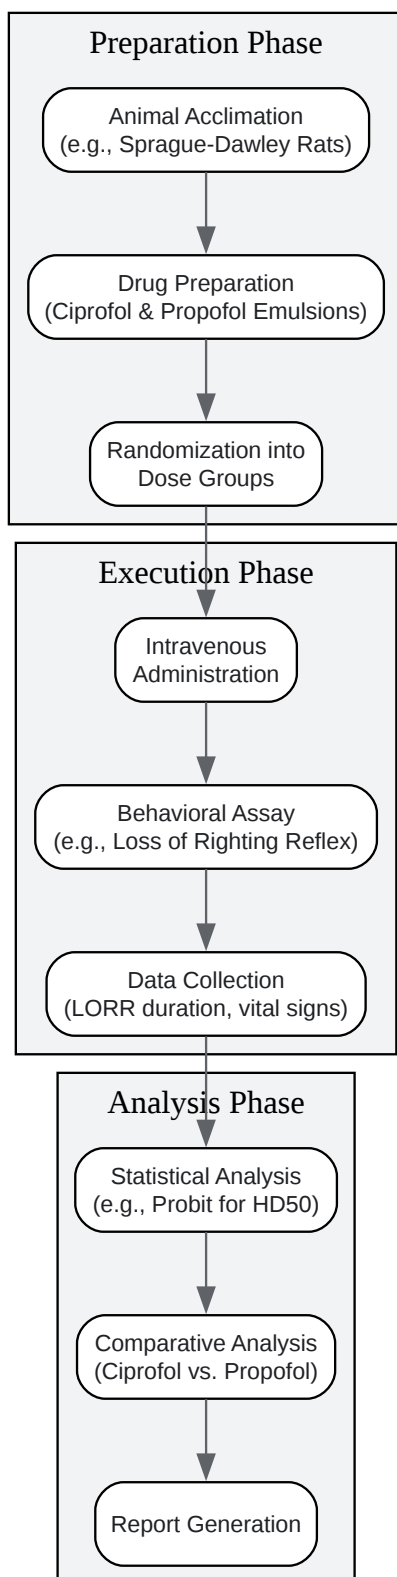 Preparation Phase
Animal Acclimation
(e.g., Sprague-Dawley Rats)
Drug Preparation
(Ciprofol & Propofol Emulsions)
Randomization into
Dose Groups
Execution Phase
Intravenous
Administration
Behavioral Assay
(e.g., Loss of Righting Reflex)
Data Collection
(LORR duration, vital signs)
Analysis Phase
Statistical Analysis
(e.g., Probit for HD50)
Comparative Analysis
(Ciprofol vs. Propofol)
Report Generation